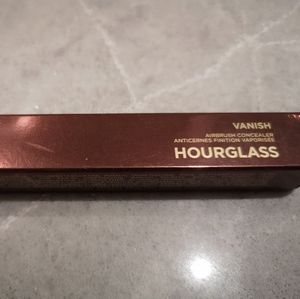 VANISH
AIRBRUSH CONCEALER
ANTICERNES FINITION VAPORISÉE
HOURGLASS